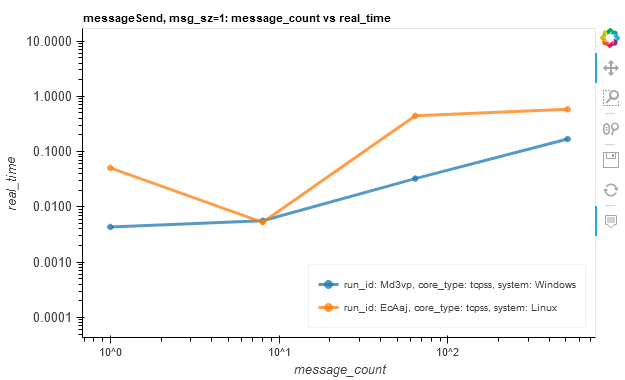 messageSend, msg_sz=1: message_count vs real_time
10.0000
1.0000
0.1000
0.0100
0.0010
0.0001
real_time
10^0
10^1
10^2
message_count
run_id: Md3vp, core_type: tcpss, system: Windows
run_id: EcAaj, core_type: tcpss, system: Linux